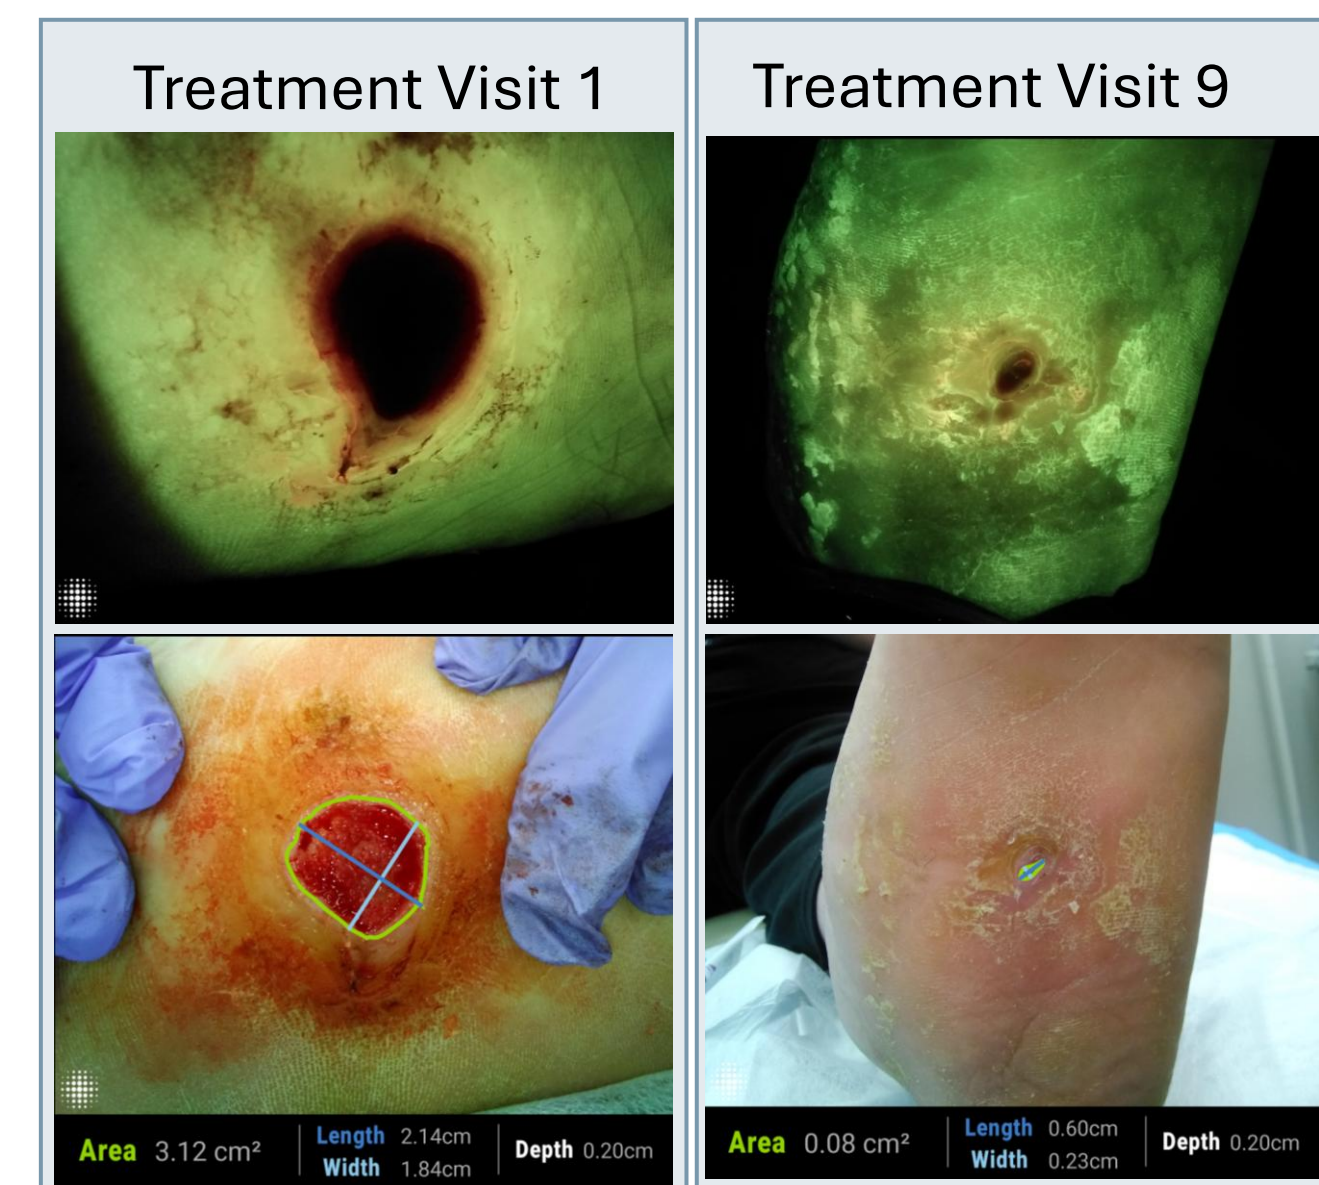 Treatment Visit 1
Treatment Visit 9
Area 3.12 cm²
Length 2.14cm
Width 1.84cm
Depth 0.20cm
Area 0.08 cm²
Length 0.60cm
Width 0.23cm
Depth 0.20cm